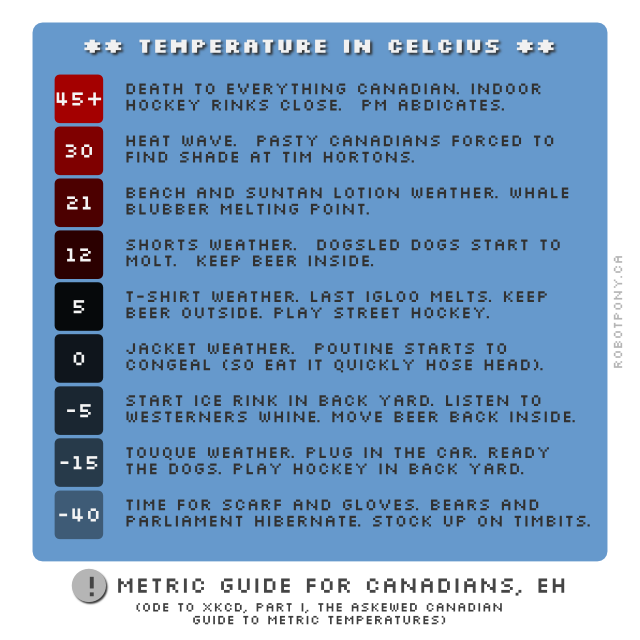 ** TEMPERATURE IN CELCIUS **
45+
DEATH TO EVERYTHING CANADIAN. INDOOR
HOCKEY RINKS CLOSE. PM ABDICATES.
30
HEAT WAVE. PASTY CANADIANS FORCED TO
FIND SHADE AT TIM HORTONS.
21
BEACH AND SUNTAN LOTION WEATHER. WHALE
BLUBBER MELTING POINT.
12
SHORTS WEATHER. DOGSLED DOGS START TO
MOLT. KEEP BEER INSIDE.
5
T-SHIRT WEATHER. LAST IGLOO MELTS. KEEP
BEER OUTSIDE. PLAY STREET HOCKEY.
0
JACKET WEATHER. POUTINE STARTS TO
CONGEAL (SO EAT IT QUICKLY HOSE HEAD).
-5
START ICE RINK IN BACK YARD. LISTEN TO
WESTERNERS WHINE. MOVE BEER BACK INSIDE.
-15
TOUQUE WEATHER. PLUG IN THE CAR. READY
THE DOGS. PLAY HOCKEY IN BACK YARD.
-40
TIME FOR SCARF AND GLOVES. BEARS AND
PARLIAMENT HIBERNATE. STOCK UP ON TIMBITS.
ROBOTPONY.CA
! METRIC GUIDE FOR CANADIANS, EH
(ODE TO XKCD, PART I, THE ASKEWED CANADIAN
GUIDE TO METRIC TEMPERATURES)